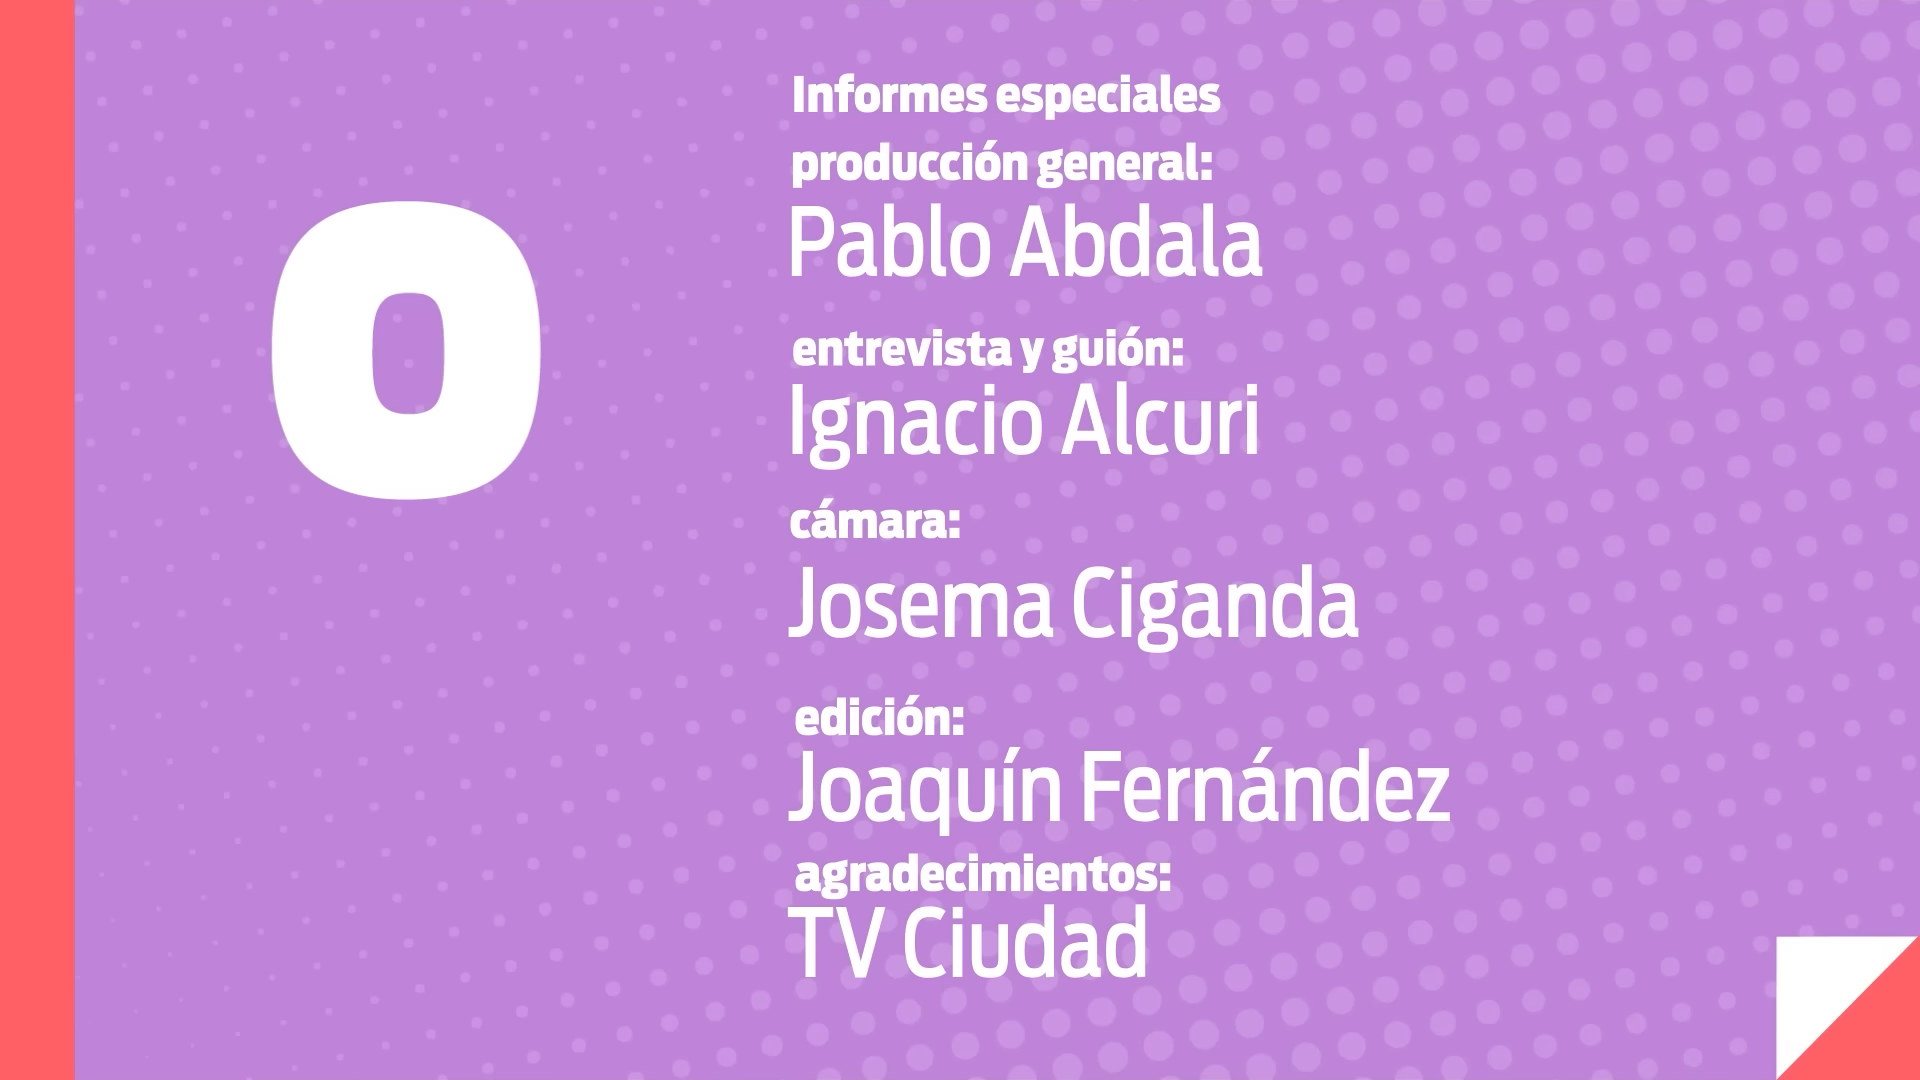 O
Informes especiales
producción general:
Pablo Abdala
entrevista y guión:
Ignacio Alcuri
cámara:
Josema Ciganda
edición:
Joaquín Fernández
agradecimientos:
TV Ciudad